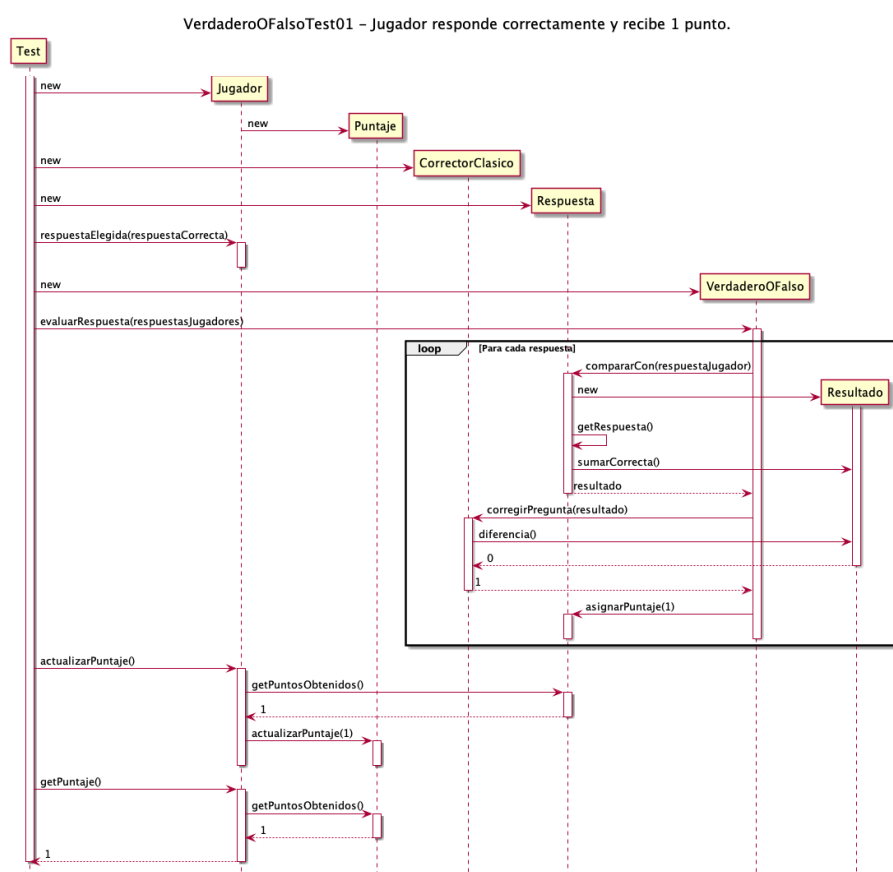 VerdaderoOFalsoTest01 – Jugador responde correctamente y recibe 1 punto.
Test
new
Jugador
new
Puntaje
new
CorrectorClasico
new
Respuesta
respuestaElegida(respuestaCorrecta)
new
VerdaderoOFalso
evaluarRespuesta(respuestasJugadores)
loop [Para cada respuesta]
compararCon(respuestaJugador)
new
Resultado
getRespuesta()
sumarCorrecta()
resultado
corregirPregunta(resultado)
diferencia()
0
1
asignarPuntaje(1)
actualizarPuntaje()
getPuntosObtenidos()
1
actualizarPuntaje(1)
getPuntaje()
getPuntosObtenidos()
1
1